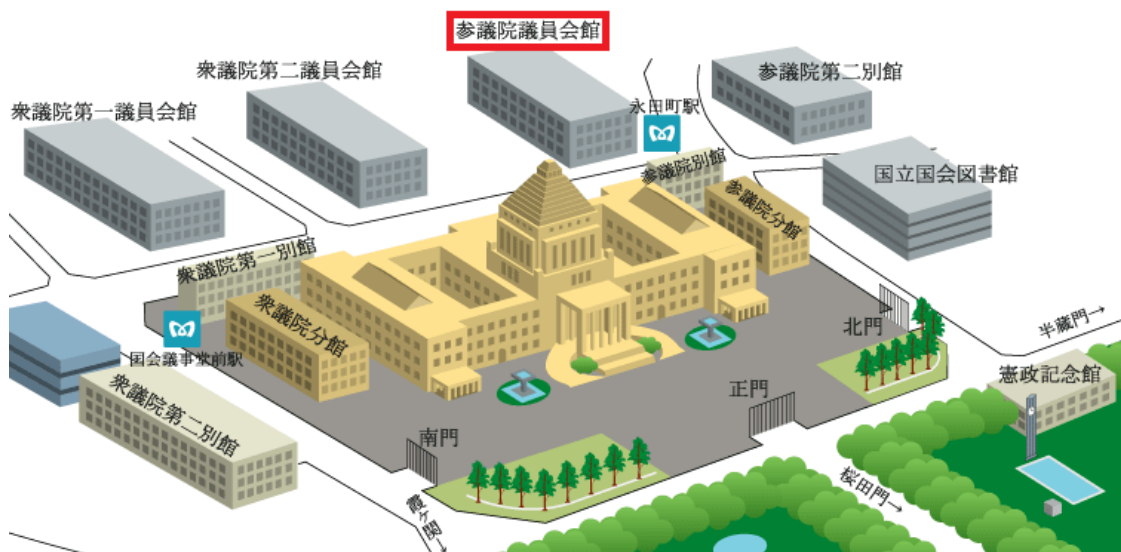 参議院議員会館
衆議院第二議員会館
参議院第二別館
衆議院第一議員会館
永田町駅
参議院別館
国立国会図書館
参議院分館
衆議院第一別館
衆議院分館
国会議事堂前駅
北門
半蔵門→
憲政記念館
衆議院第二別館
正門
南門
桜田門→
霞ヶ関→